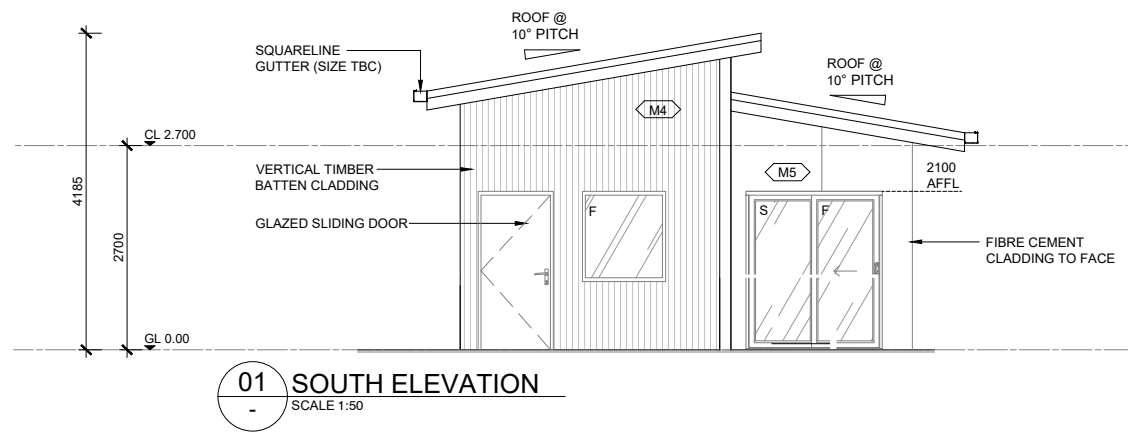 ROOF @
10° PITCH
SQUARELINE
GUTTER (SIZE TBC)
ROOF @
10° PITCH
M4
CL 2.700
VERTICAL TIMBER
BATTEN CLADDING
M5
2100
AFFL
4185
2700
GLAZED SLIDING DOOR
F
S
F
FIBRE CEMENT
CLADDING TO FACE
GL 0.00
01
-
SOUTH ELEVATION
SCALE 1:50